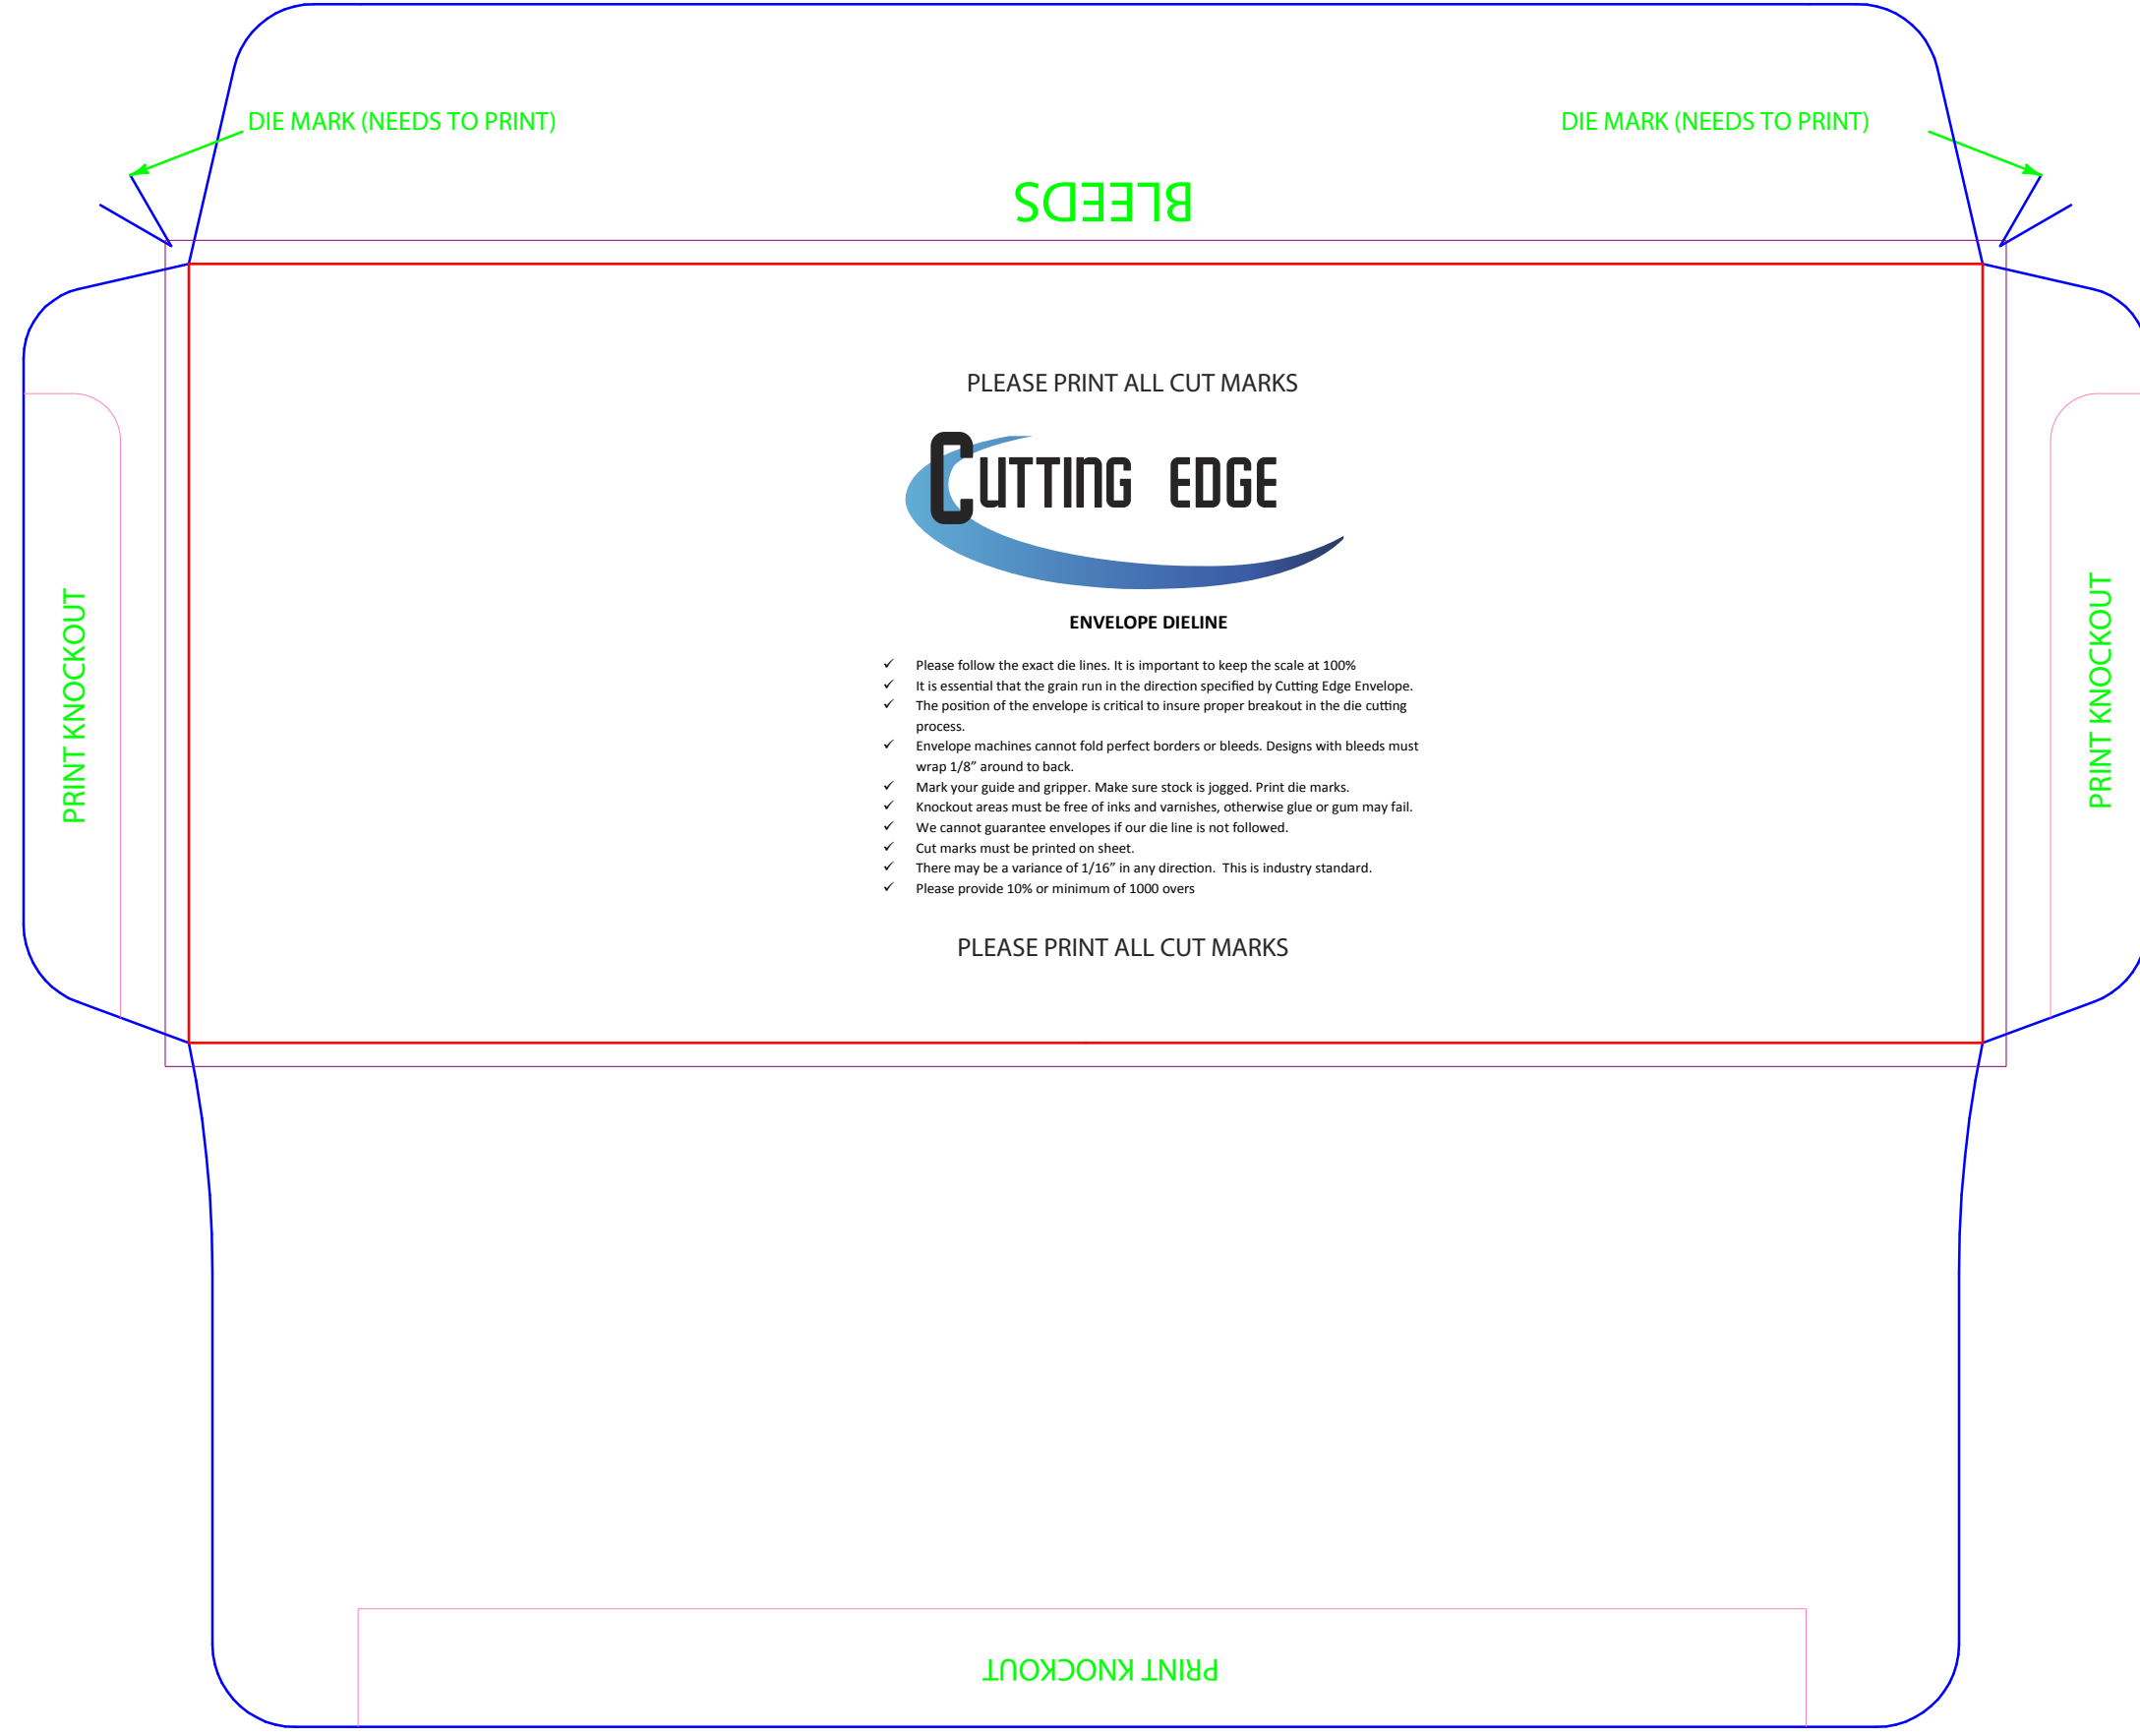 DIE MARK (NEEDS TO PRINT)
DIE MARK (NEEDS TO PRINT)
BLEEDS
PLEASE PRINT ALL CUT MARKS
CUTTING EDGE
ENVELOPE DIELINE
✓ Please follow the exact die lines. It is important to keep the scale at 100%
✓ It is essential that the grain run in the direction specified by Cutting Edge Envelope.
✓ The position of the envelope is critical to insure proper breakout in the die cutting
process.
✓ Envelope machines cannot fold perfect borders or bleeds. Designs with bleeds must
wrap 1/8” around to back.
✓ Mark your guide and gripper. Make sure stock is jogged. Print die marks.
✓ Knockout areas must be free of inks and varnishes, otherwise glue or gum may fail.
✓ We cannot guarantee envelopes if our die line is not followed.
✓ Cut marks must be printed on sheet.
✓ There may be a variance of 1/16” in any direction.  This is industry standard.
✓ Please provide 10% or minimum of 1000 overs
PLEASE PRINT ALL CUT MARKS
PRINT KNOCKOUT
PRINT KNOCKOUT
PRINT KNOCKOUT